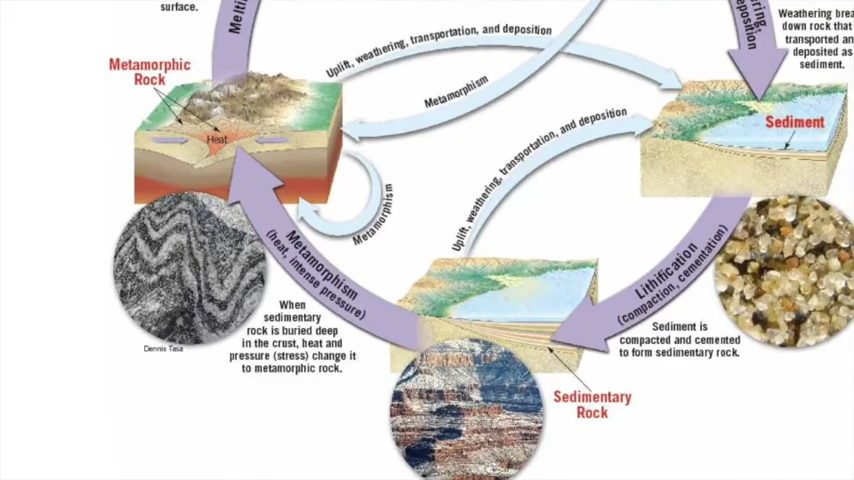 surface.
Melti
ring,
deposition
Weathering brea
down rock that
transported an
deposited as
sediment.
Metamorphic
Rock
Uplift, weathering, transportation, and deposition
Metamorphism
Heat
Sediment
Uplift, weathering, transportation, and deposition
Metamorphism
Metamorphism
(heat, intense pressure)
Lithification
(compaction, cementation)
When
sedimentary
rock is buried deep
in the crust, heat and
pressure (stress) change it
to metamorphic rock.
Sediment is
compacted and cemented
to form sedimentary rock.
Dennis Tasa
Sedimentary
Rock